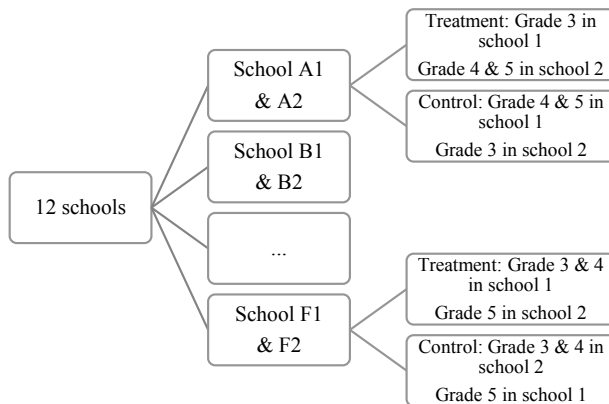 12 schools
School A1
& A2
Treatment: Grade 3 in
school 1
Grade 4 & 5 in school 2
Control: Grade 4 & 5 in
school 1
Grade 3 in school 2
School B1
& B2
...
School F1
& F2
Treatment: Grade 3 & 4
in school 1
Grade 5 in school 2
Control: Grade 3 & 4 in
school 2
Grade 5 in school 1